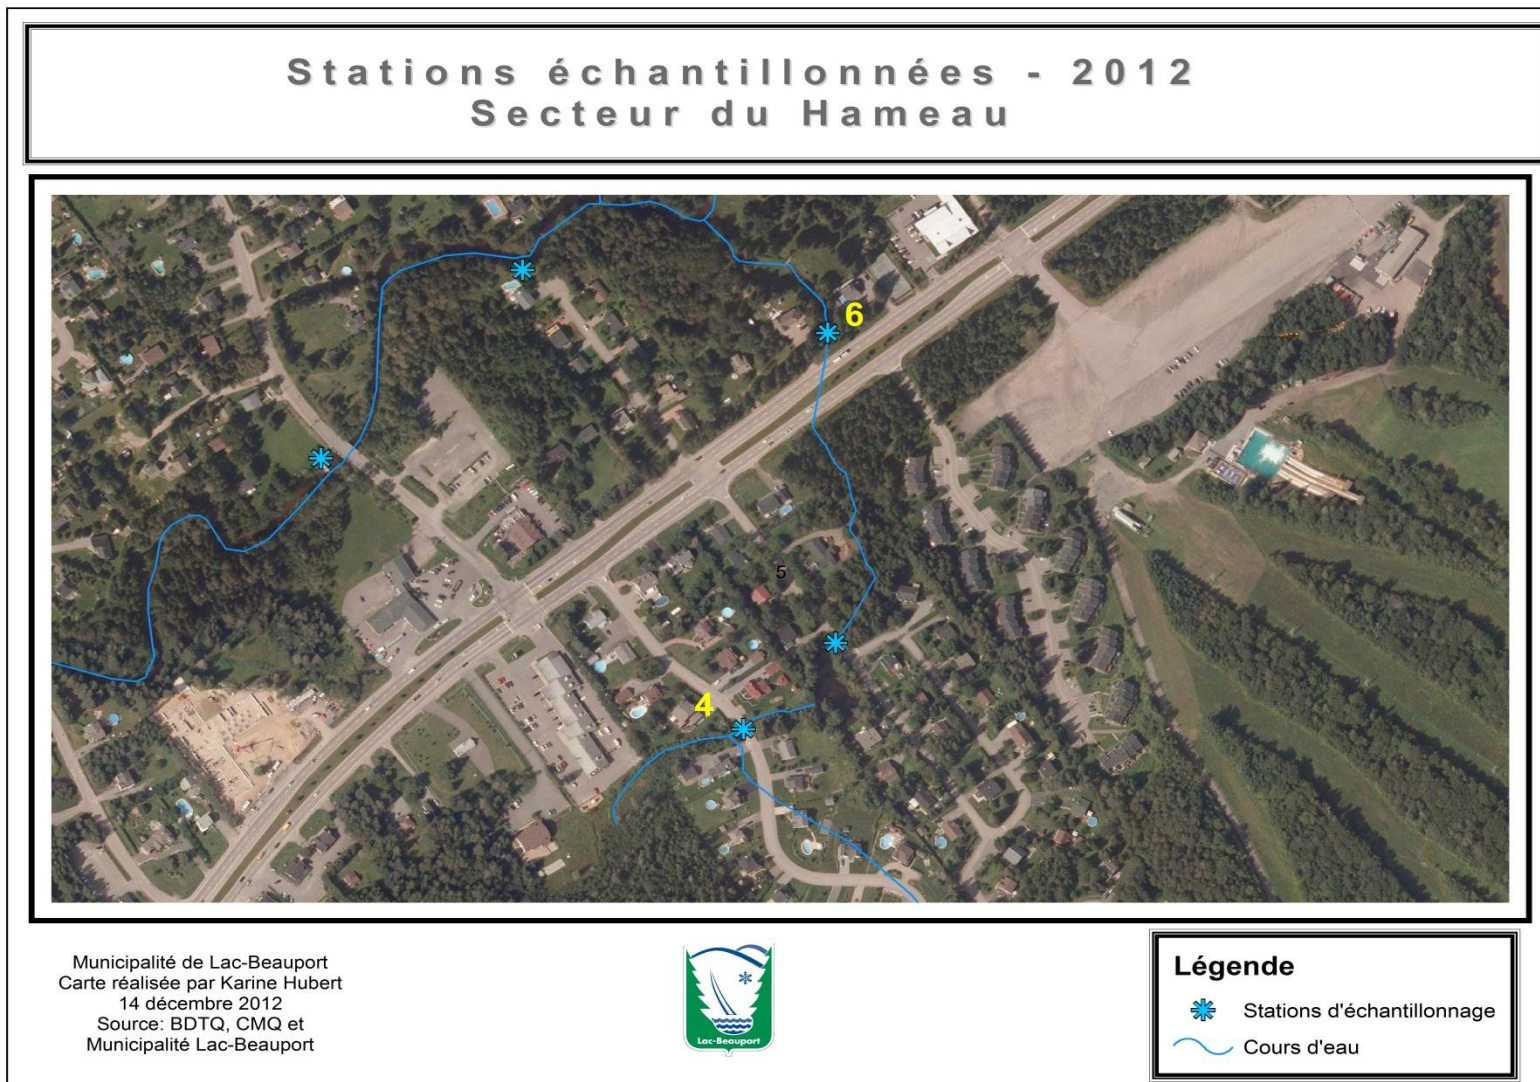 Stations échantillonnées - 2012
Secteur du Hameau
6
5
4
Municipalité de Lac-Beauport
Carte réalisée par Karine Hubert
14 décembre 2012
Source: BDTQ, CMQ et
Municipalité Lac-Beauport
Lac-Beauport
Légende
Stations d'échantillonnage
Cours d'eau